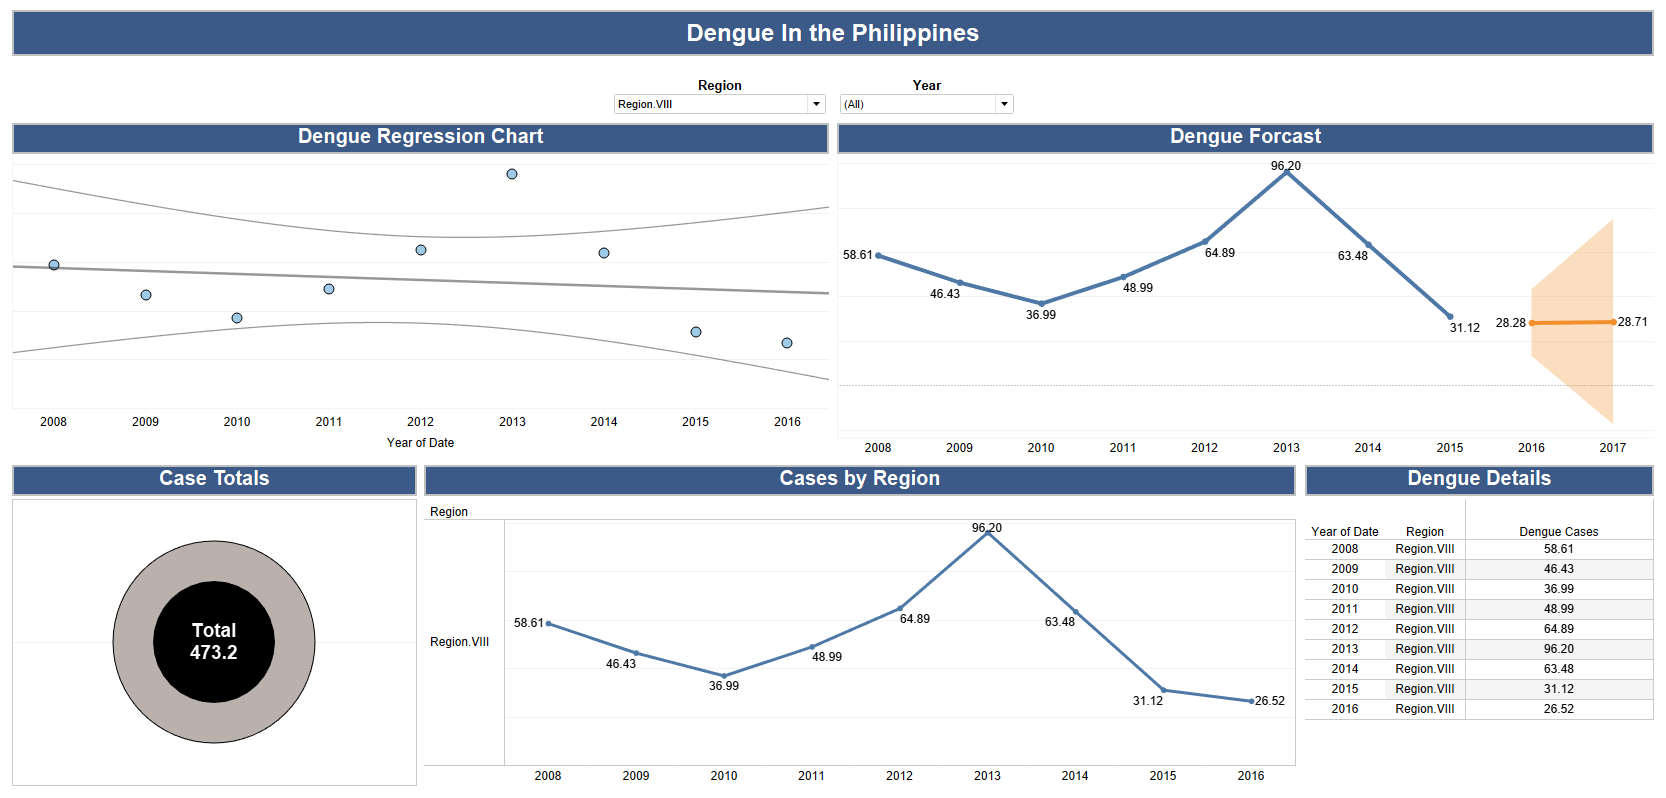 Dengue In the Philippines
Region Year
Region.VIII (All)
Dengue Regression Chart
2008 2009 2010 2011 2012 2013 2014 2015 2016
Year of Date
Dengue Forcast
96.20
58.61
46.43
36.99
48.99
64.89
63.48
31.12
28.28
28.71
2008 2009 2010 2011 2012 2013 2014 2015 2016 2017
Case Totals
Total
473.2
Cases by Region
Region
Region.VIII
96.20
58.61
46.43
36.99
48.99
64.89
63.48
31.12
26.52
2008 2009 2010 2011 2012 2013 2014 2015 2016
Dengue Details
Year of Date Region Dengue Cases
2008 Region.VIII 58.61
2009 Region.VIII 46.43
2010 Region.VIII 36.99
2011 Region.VIII 48.99
2012 Region.VIII 64.89
2013 Region.VIII 96.20
2014 Region.VIII 63.48
2015 Region.VIII 31.12
2016 Region.VIII 26.52